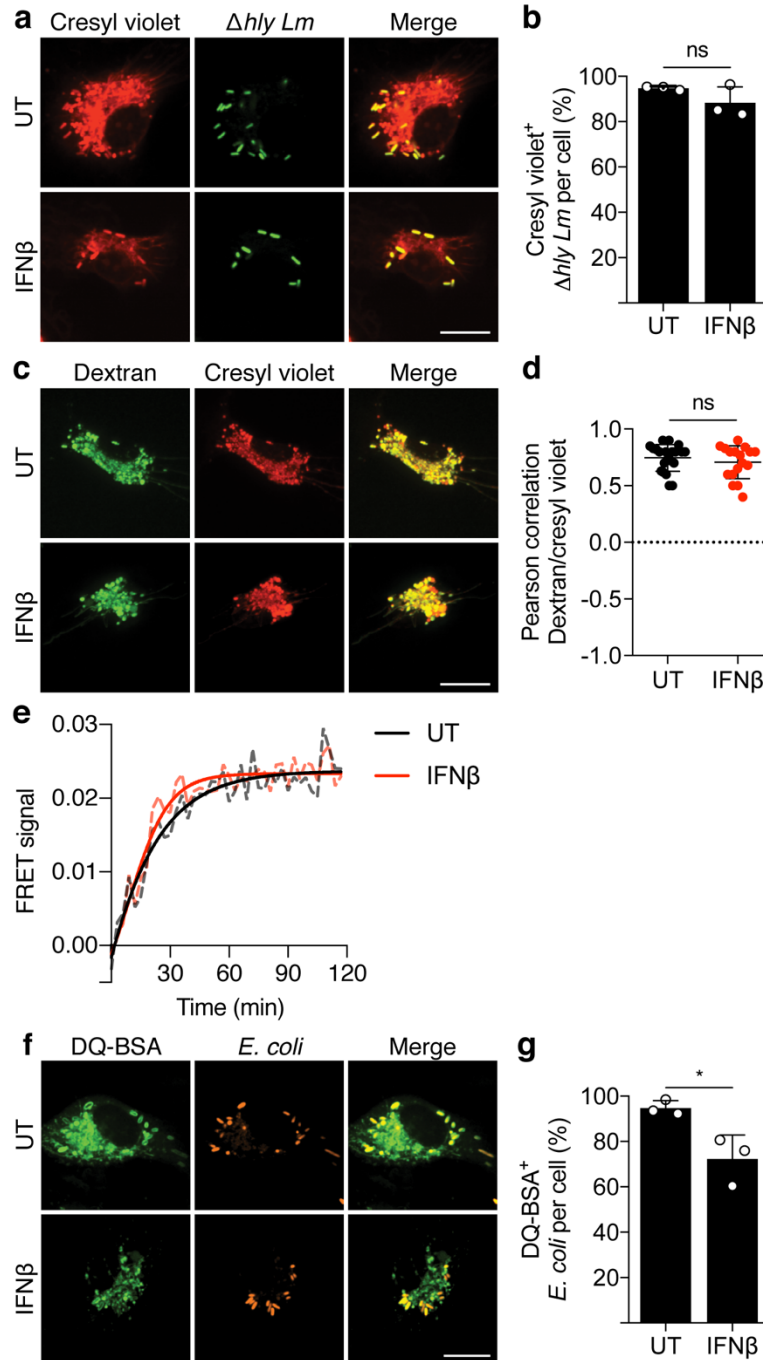 a
Cresyl violet Δhly Lm Merge
UT
IFNβ
b
ns
Cresyl violet+
Δhly Lm per cell (%)
100
80
60
40
20
UT IFNβ
c
Dextran Cresyl violet Merge
UT
IFNβ
d
ns
Pearson correlation
Dextran/cresyl violet
1.0
0.5
0.0
-0.5
-1.0
UT IFNβ
e
FRET signal
0.03
0.02
0.01
0.00
30 60 90 120
Time (min)
UT
IFNβ
f
DQ-BSA E. coli Merge
UT
IFNβ
g
*
DQ-BSA+
E. coli per cell (%)
100
80
60
40
20
UT IFNβ